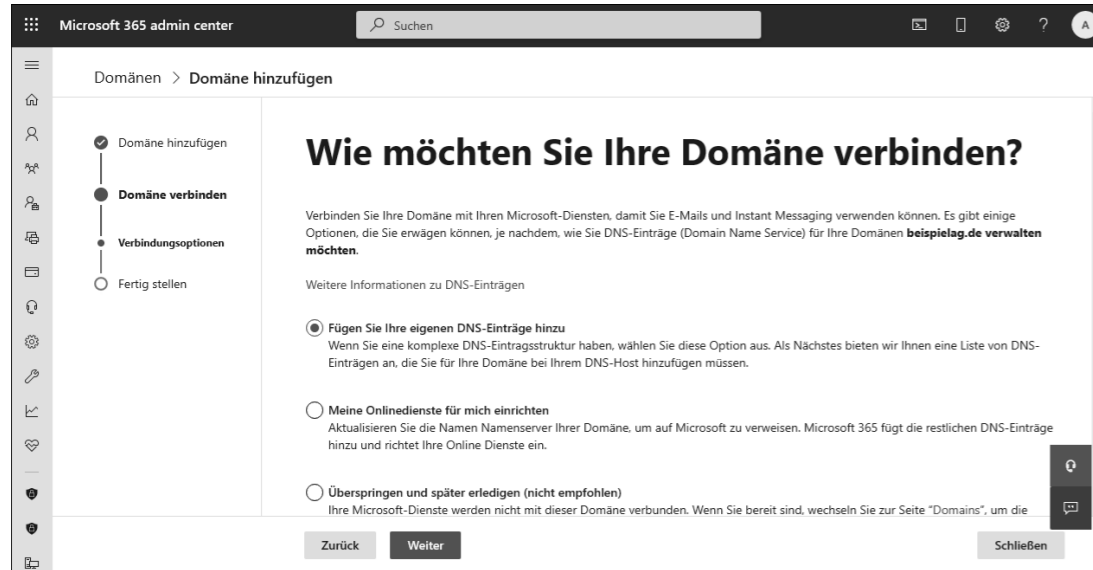 Microsoft 365 admin center
Suchen
A
Domänen > Domäne hinzufügen
Domäne hinzufügen
Domäne verbinden
Verbindungsoptionen
Fertig stellen
Wie möchten Sie Ihre Domäne verbinden?
Verbinden Sie Ihre Domäne mit Ihren Microsoft-Diensten, damit Sie E-Mails und Instant Messaging verwenden können. Es gibt einige
Optionen, die Sie erwägen können, je nachdem, wie Sie DNS-Einträge (Domain Name Service) für Ihre Domänen beispielag.de verwalten
möchten.
Weitere Informationen zu DNS-Einträgen
Fügen Sie Ihre eigenen DNS-Einträge hinzu
Wenn Sie eine komplexe DNS-Eintragsstruktur haben, wählen Sie diese Option aus. Als Nächstes bieten wir Ihnen eine Liste von DNS-
Einträgen an, die Sie für Ihre Domäne bei Ihrem DNS-Host hinzufügen müssen.
Meine Onlinedienste für mich einrichten
Aktualisieren Sie die Namen Namenserver Ihrer Domäne, um auf Microsoft zu verweisen. Microsoft 365 fügt die restlichen DNS-Einträge
hinzu und richtet Ihre Online Dienste ein.
Überspringen und später erledigen (nicht empfohlen)
Ihre Microsoft-Dienste werden nicht mit dieser Domäne verbunden. Wenn Sie bereit sind, wechseln Sie zur Seite "Domains", um die
Zurück
Weiter
Schließen